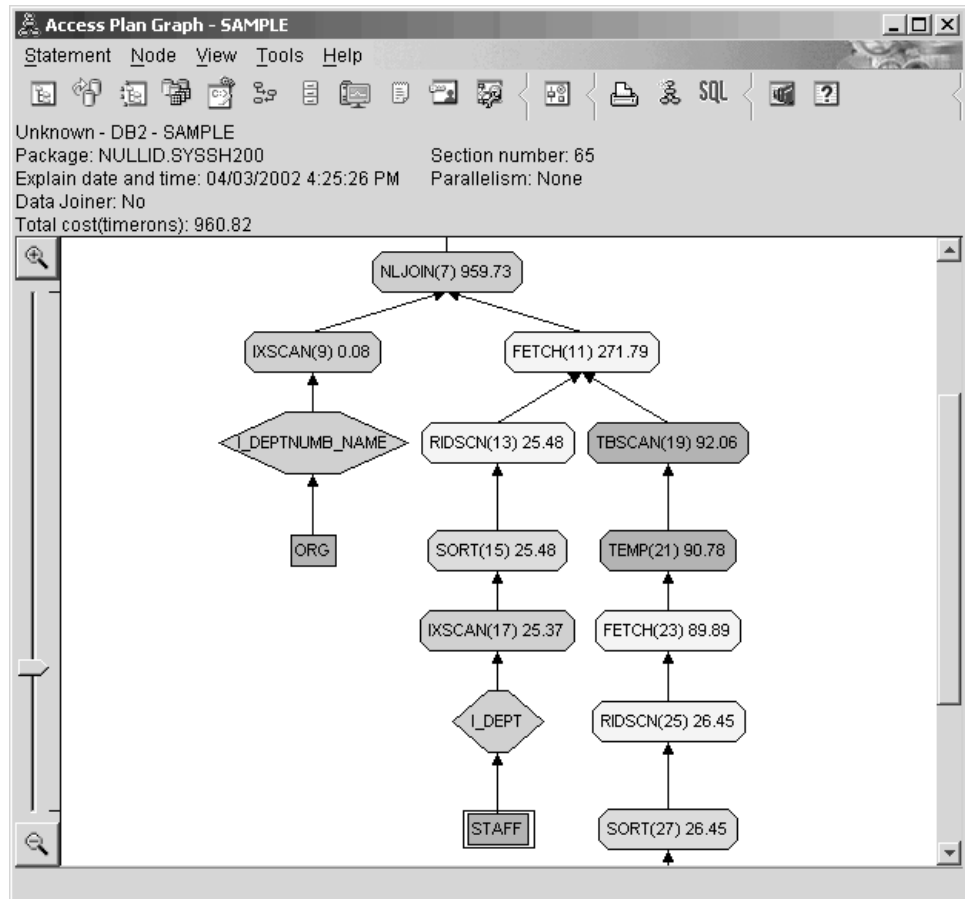 Access Plan Graph - SAMPLE
Statement Node View Tools Help
SQL ?
Unknown - DB2 - SAMPLE
Package: NULLID.SYSSH200 Section number: 65
Explain date and time: 04/03/2002 4:25:26 PM Parallelism: None
Data Joiner: No
Total cost(timerons): 960.82
NLJOIN(7) 959.73
IXSCAN(9) 0.08 FETCH(11) 271.79
I_DEPTNUMB_NAME RIDSCN(13) 25.48 TBSCAN(19) 92.06
ORG SORT(15) 25.48 TEMP(21) 90.78
IXSCAN(17) 25.37 FETCH(23) 89.89
I_DEPT RIDSCN(25) 26.45
STAFF SORT(27) 26.45